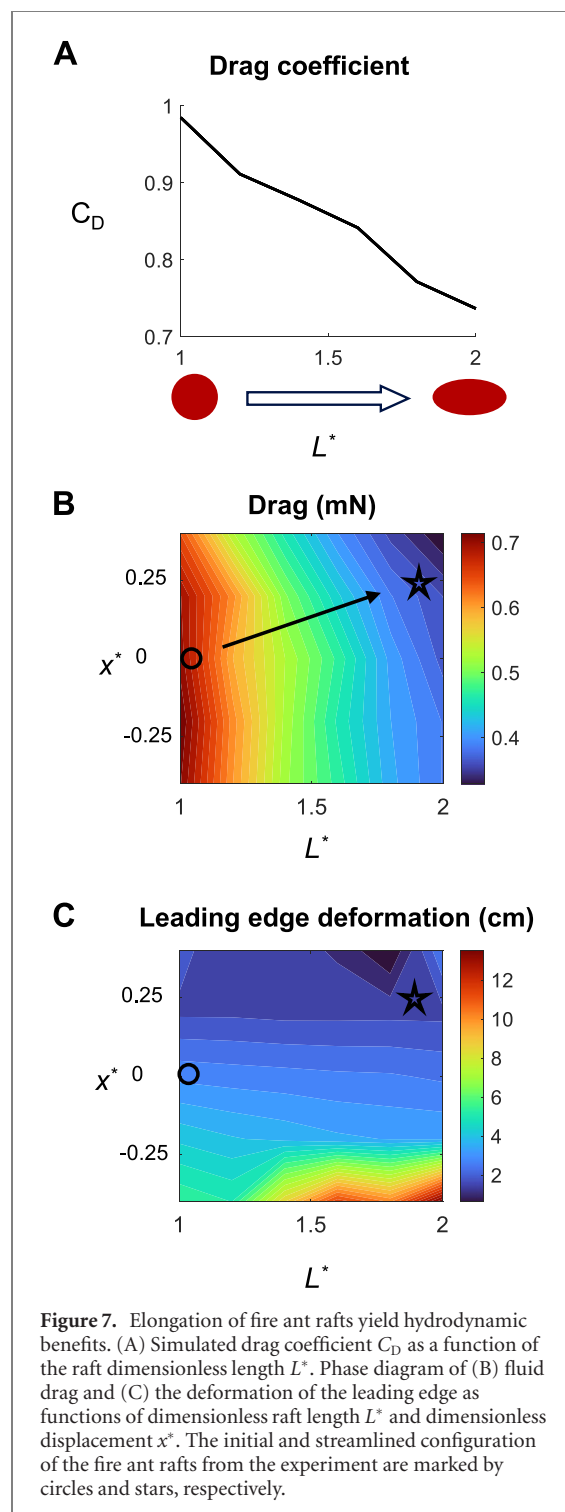 A
Drag coefficient
1
0.9
C_D
0.8
0.7
1 1.5 2
L*
B
Drag (mN)
0.25
x* 0
-0.25
1 1.5 2
L*
0.7
0.6
0.5
0.4
C
Leading edge deformation (cm)
0.25
x* 0
-0.25
1 1.5 2
L*
12
10
8
6
4
2
Figure 7. Elongation of fire ant rafts yield hydrodynamic
benefits. (A) Simulated drag coefficient C_D as a function of
the raft dimensionless length L*. Phase diagram of (B) fluid
drag and (C) the deformation of the leading edge as
functions of dimensionless raft length L* and dimensionless
displacement x*. The initial and streamlined configuration
of the fire ant rafts from the experiment are marked by
circles and stars, respectively.